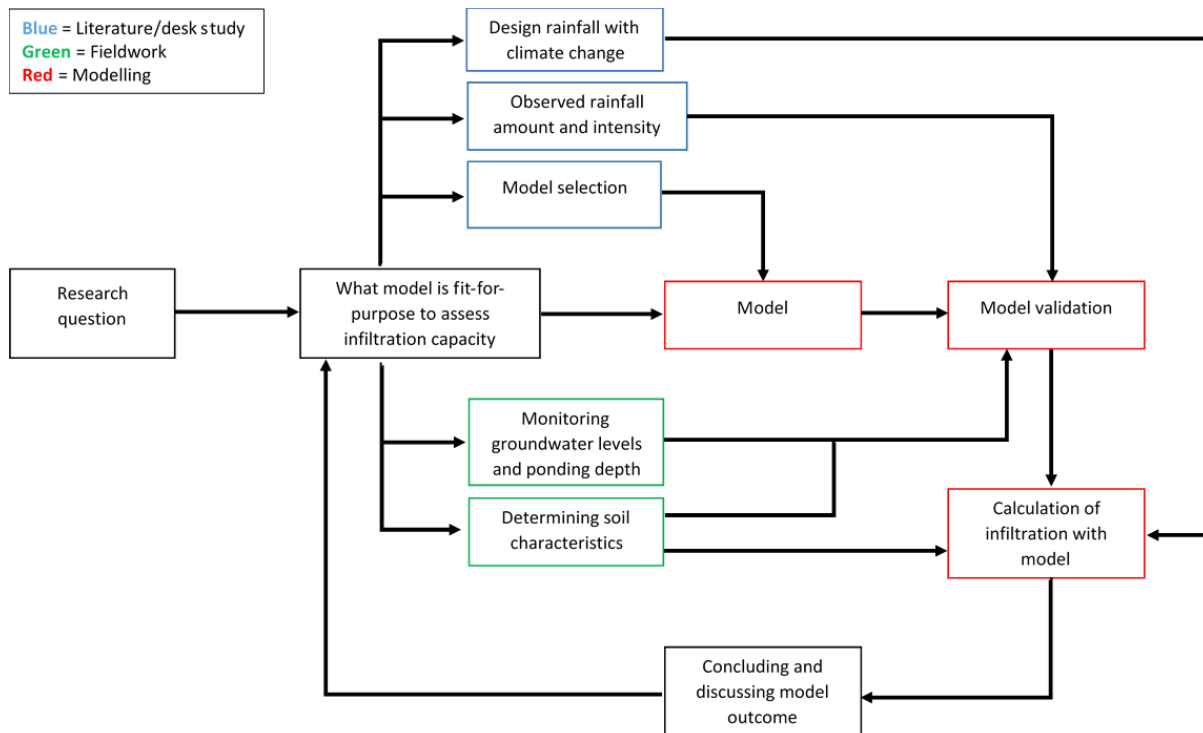 Blue = Literature/desk study
Green = Fieldwork
Red = Modelling
Design rainfall with
climate change
Observed rainfall
amount and intensity
Model selection
Research
question
What model is fit-for-
purpose to assess
infiltration capacity
Model
Model validation
Monitoring
groundwater levels
and ponding depth
Determining soil
characteristics
Calculation of
infiltration with
model
Concluding and
discussing model
outcome